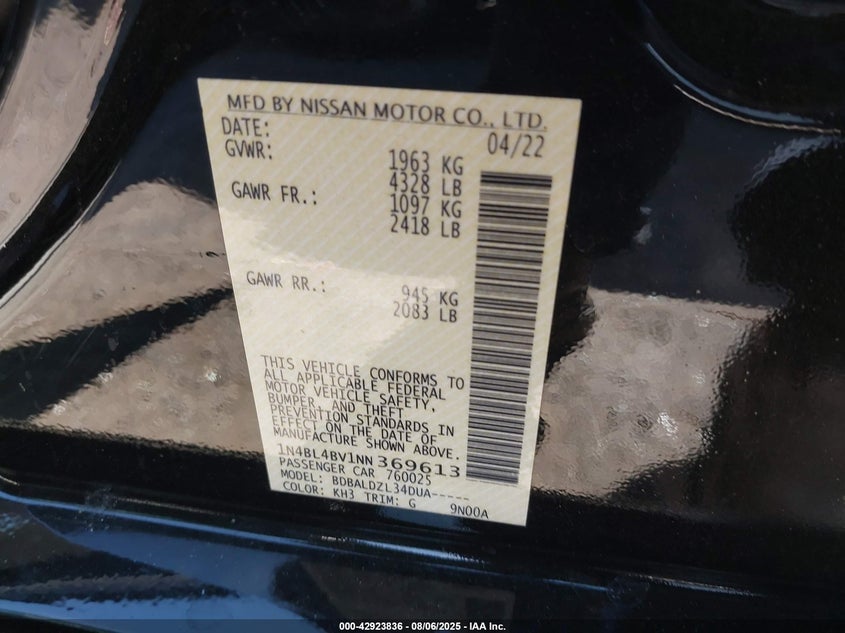 MFD BY NISSAN MOTOR CO., LTD.
DATE: 04/22
GVWR: 1963 KG
4328 LB
GAWR FR.: 1097 KG
2418 LB
GAWR RR.: 945 KG
2083 LB
THIS VEHICLE CONFORMS TO
ALL APPLICABLE FEDERAL
MOTOR VEHICLE SAFETY,
BUMPER, AND THEFT
PREVENTION STANDARDS IN
EFFECT ON THE DATE OF
MANUFACTURE SHOWN ABOVE.
1N4BL4BV1NN369613
PASSENGER CAR 760025
MODEL: BDBALDZL34DUA-----
COLOR: KH3 TRIM: G 9N00A
000-42923836 - 08/06/2025 - IAA Inc.